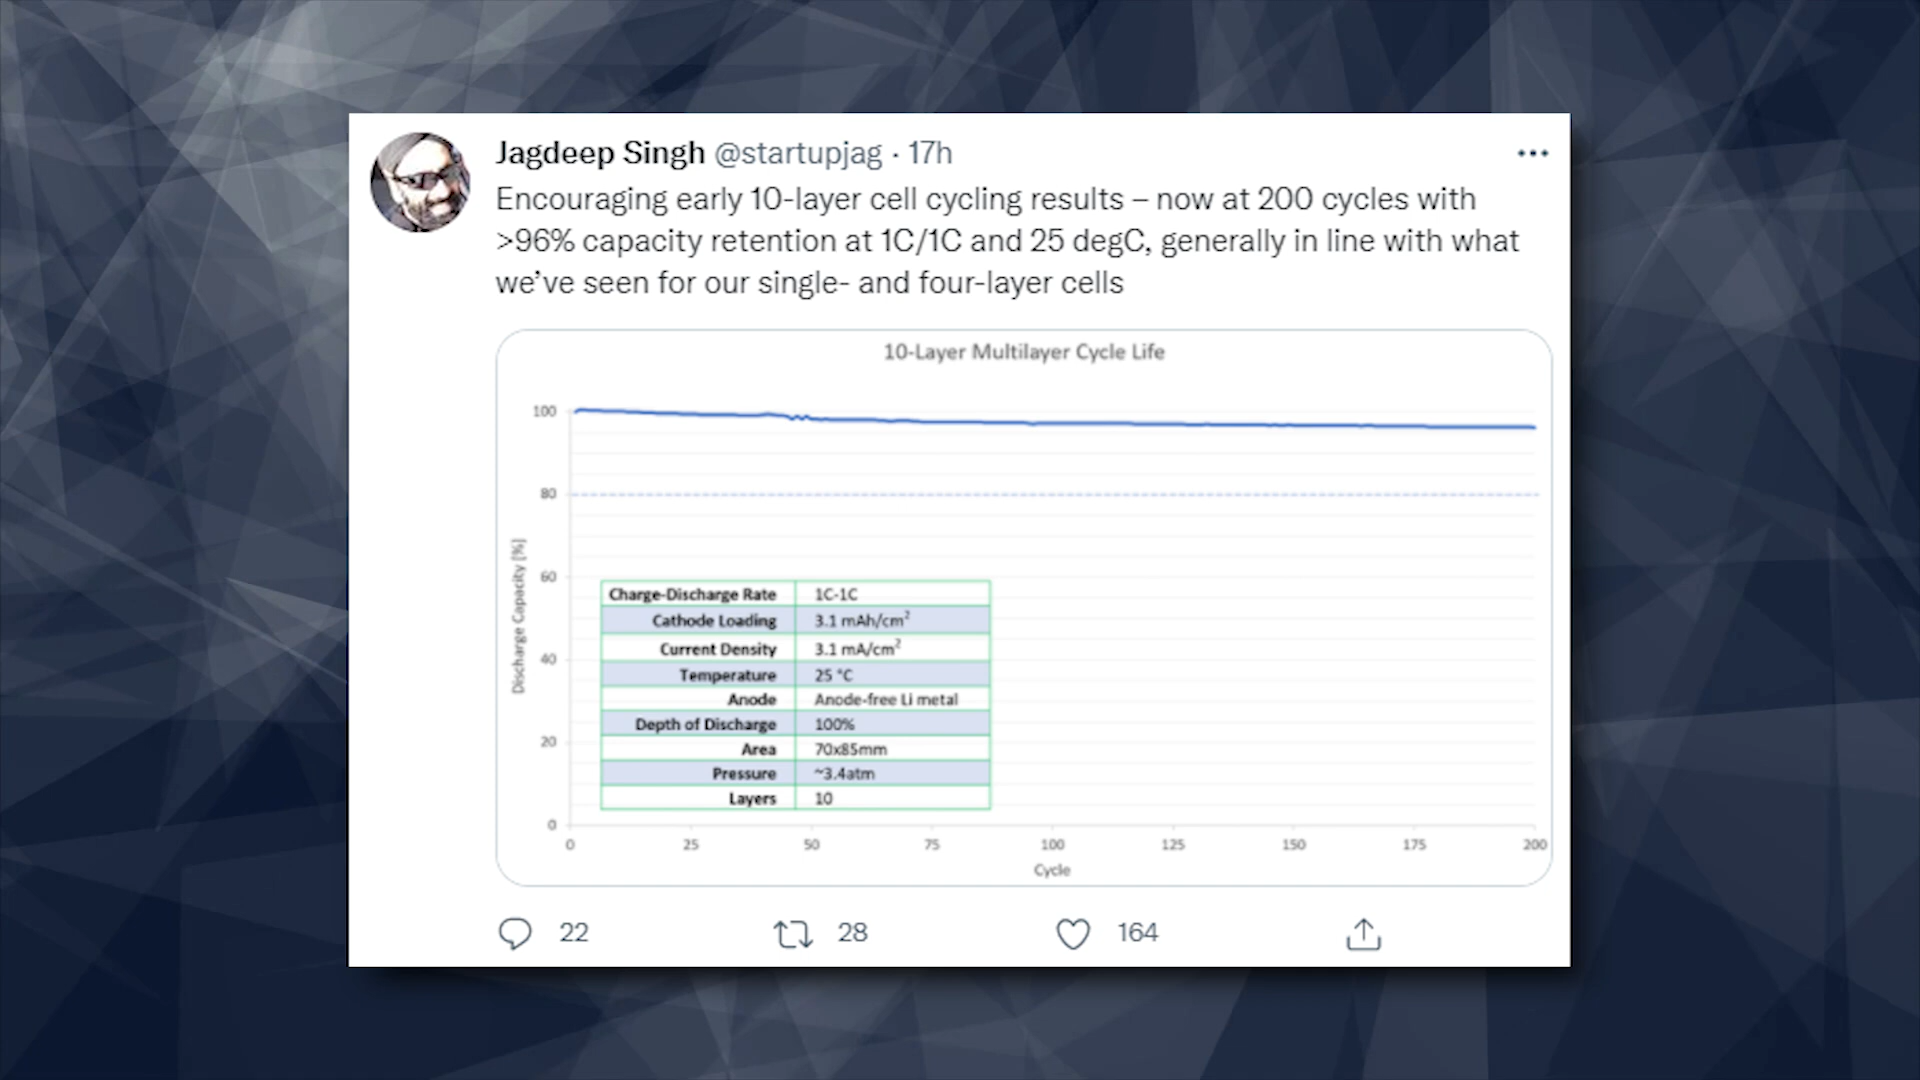 Jagdeep Singh @startupjag · 17h
Encouraging early 10-layer cell cycling results – now at 200 cycles with
>96% capacity retention at 1C/1C and 25 degC, generally in line with what
we’ve seen for our single- and four-layer cells
10-Layer Multilayer Cycle Life
100
80
60
40
20
0
Discharge Capacity [%]
Charge-Discharge Rate 1C-1C
Cathode Loading 3.1 mAh/cm²
Current Density 3.1 mA/cm²
Temperature 25 °C
Anode Anode-free Li metal
Depth of Discharge 100%
Area 70x85mm
Pressure ~3.4atm
Layers 10
0 25 50 75 100 125 150 175 200
Cycle
22 28 164